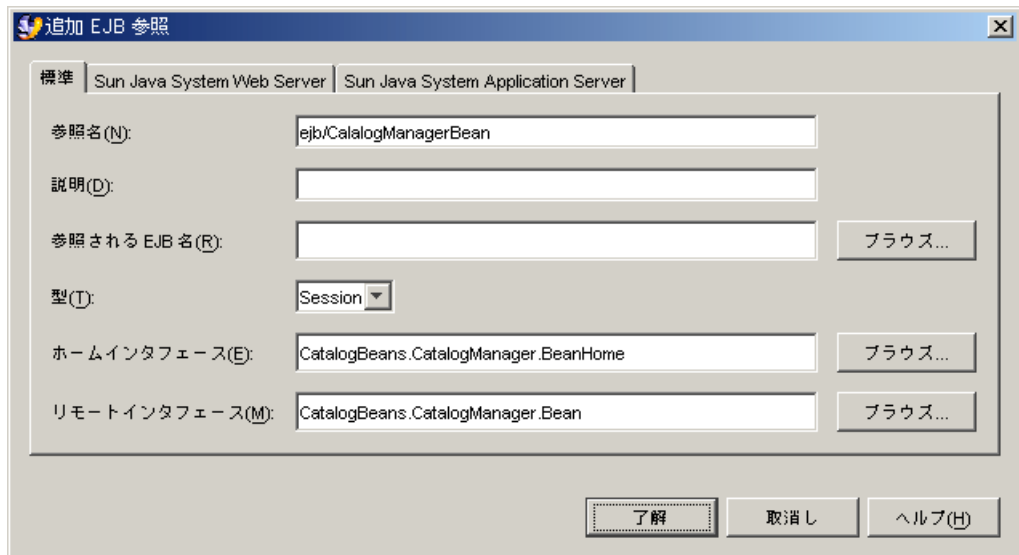 追加 EJB 参照
標準 Sun Java System Web Server Sun Java System Application Server
参照名(N): ejb/CalalogManagerBean
説明(D):
参照される EJB 名(R): ブラウズ...
型(T): Session
ホームインタフェース(E): CatalogBeans.CatalogManager.BeanHome ブラウズ...
リモートインタフェース(M): CatalogBeans.CatalogManager.Bean ブラウズ...
了解 取消し ヘルプ(H)